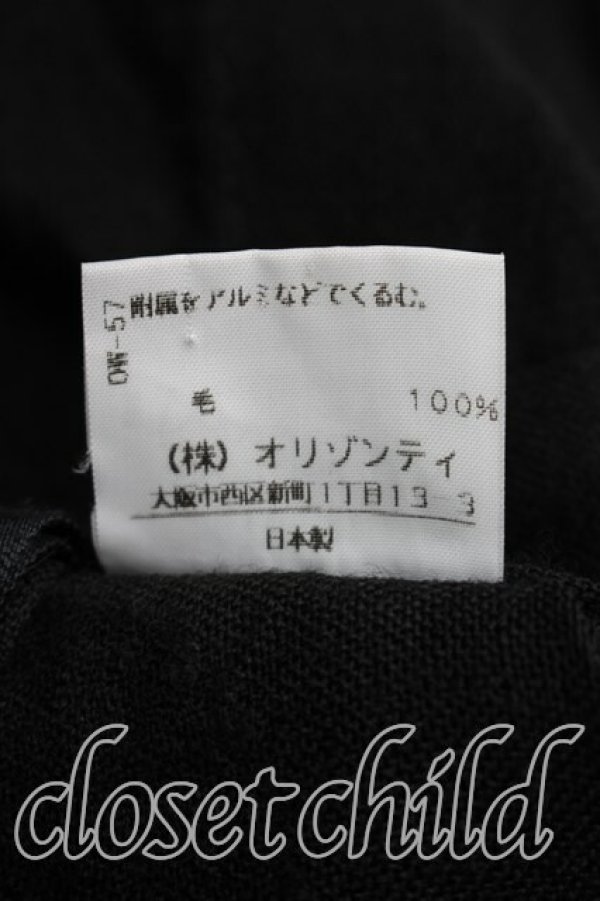 附属をアルミなどでくるむ。
OWW-57
毛 100%
(株) オリゾンティ
大阪市西区新町1丁目13-3
日本製
closet child